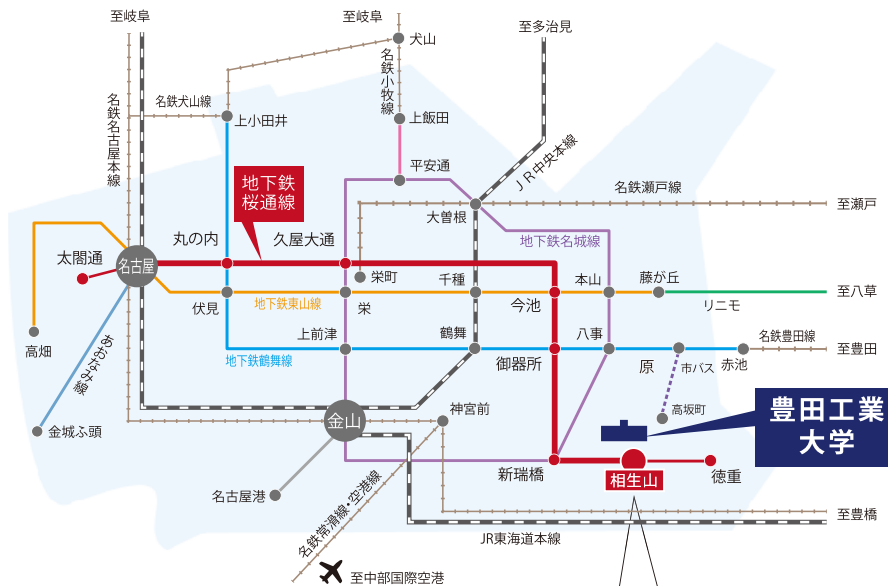 至岐阜
至岐阜
至多治見
犬山
名鉄小牧線
名鉄犬山線
名鉄名古屋本線
上小田井
上飯田
平安通
JR中央本線
地下鉄
桜通線
名鉄瀬戸線
大曽根
至瀬戸
地下鉄名城線
丸の内
久屋大通
太閤通
名古屋
栄町
千種
本山
藤が丘
至八草
伏見
地下鉄東山線
栄
今池
リニモ
上前津
鶴舞
八事
名鉄豊田線
高畑
あおなみ線
地下鉄鶴舞線
御器所
原
市バス
赤池
至豊田
金城ふ頭
金山
神宮前
高坂町
豊田工業
大学
新瑞橋
相生山
徳重
名古屋港
名鉄常滑線・空港線
至豊橋
JR東海道本線
至中部国際空港